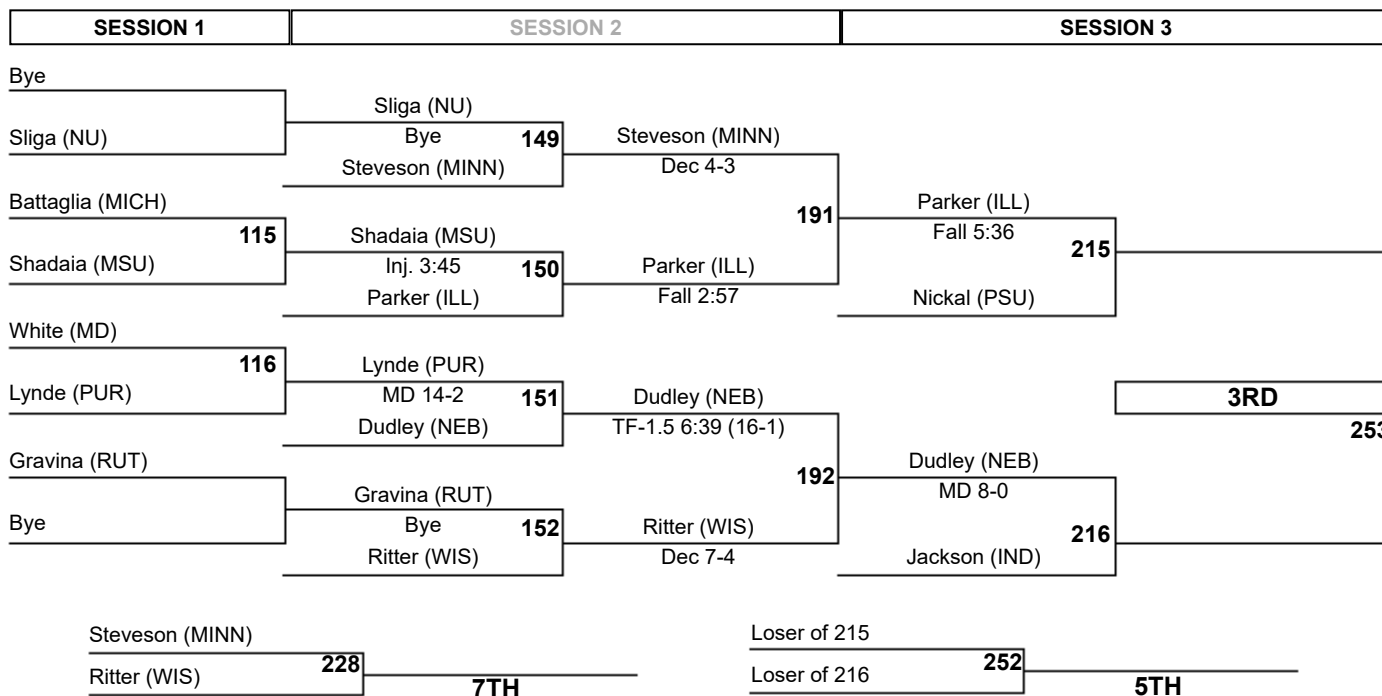 SESSION 1
SESSION 2
SESSION 3
Bye
Sliga (NU)
Sliga (NU)
Bye
149
Steveson (MINN)
Steveson (MINN)
Dec 4-3
Battaglia (MICH)
115
Shadaia (MSU)
Shadaia (MSU)
Inj. 3:45
150
Parker (ILL)
Parker (ILL)
Fall 2:57
191
Parker (ILL)
Fall 5:36
215
Nickal (PSU)
White (MD)
116
Lynde (PUR)
Lynde (PUR)
MD 14-2
151
Dudley (NEB)
Dudley (NEB)
TF-1.5 6:39 (16-1)
3RD
253
Gravina (RUT)
Bye
Gravina (RUT)
Bye
152
Ritter (WIS)
Ritter (WIS)
Dec 7-4
192
Dudley (NEB)
MD 8-0
216
Jackson (IND)
Steveson (MINN)
228
Ritter (WIS)
7TH
Loser of 215
252
Loser of 216
5TH